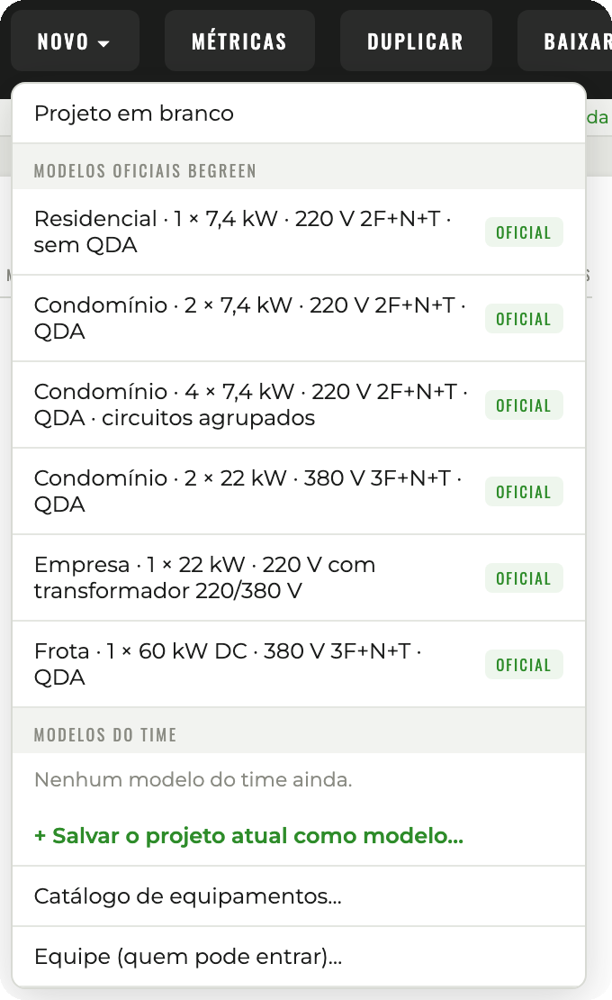 NOVO
MÉTRICAS
DUPLICAR
BAIXAR
Projeto em branco
da
MODELOS OFICIAIS BEGREEN
Residencial · 1 × 7,4 kW · 220 V 2F+N+T ·
sem QDA
OFICIAL
Condomínio · 2 × 7,4 kW · 220 V 2F+N+T ·
QDA
OFICIAL
Condomínio · 4 × 7,4 kW · 220 V 2F+N+T ·
QDA · circuitos agrupados
OFICIAL
Condomínio · 2 × 22 kW · 380 V 3F+N+T ·
QDA
OFICIAL
Empresa · 1 × 22 kW · 220 V com
transformador 220/380 V
OFICIAL
Frota · 1 × 60 kW DC · 380 V 3F+N+T ·
QDA
OFICIAL
MODELOS DO TIME
Nenhum modelo do time ainda.
+ Salvar o projeto atual como modelo...
Catálogo de equipamentos...
Equipe (quem pode entrar)...